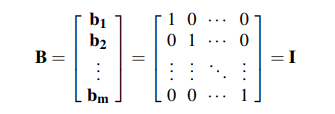 B = [ b₁ b₂ ⋮ bₘ ] = [ 1 0 ⋯ 0 ; 0 1 ⋯ 0 ; ⋮ ⋮ ⋱ ⋮ ; 0 0 ⋯ 1 ] = I